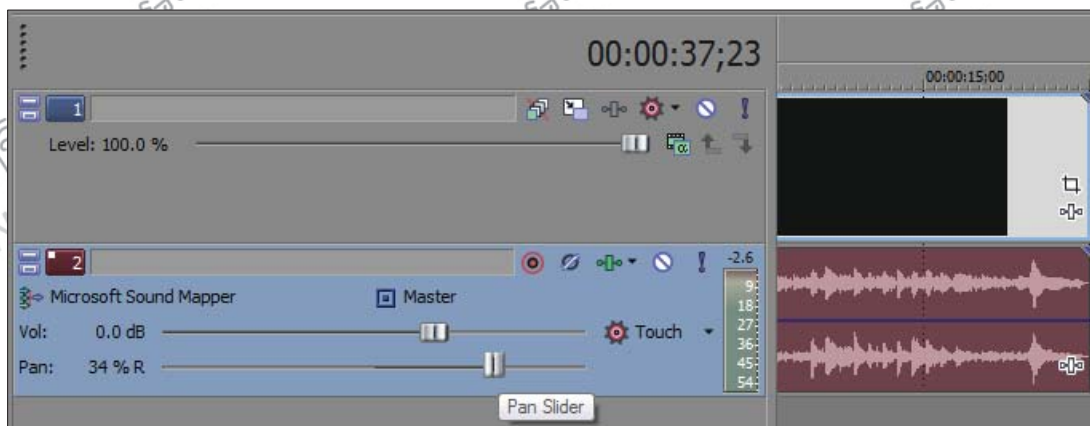 00:00:37;23
00:00:15;00
1
Level: 100.0 %
2
-2.6
Microsoft Sound Mapper
Master
9
18
Vol: 0.0 dB
Touch
27
36
Pan: 34 % R
45
54
Pan Slider